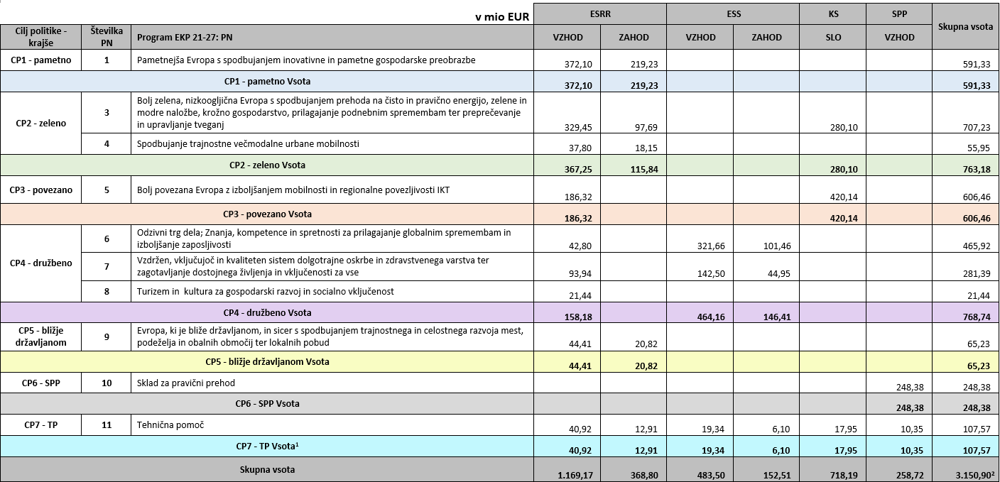 v mio EUR ESRR ESS KS SPP Skupna vsota
Cilj politike - krajše Številka PN Program EKP 21-27: PN VZHOD ZAHOD VZHOD ZAHOD SLO VZHOD
CP1 - pametno 1 Pametnejša Evropa s spodbujanjem inovativne in pametne gospodarske preobrazbe 372,10 219,23 591,33
CP1 - pametno Vsota 372,10 219,23 591,33
CP2 - zeleno 3 Bolj zelena, nizkoogljična Evropa s spodbujanjem prehoda na čisto in pravično energijo, zelene in
modre naložbe, krožno gospodarstvo, prilagajanje podnebnim spremembam ter preprečevanje
in upravljanje tveganj 329,45 97,69 280,10 707,23
4 Spodbujanje trajnostne večmodalne urbane mobilnosti 37,80 18,15 55,95
CP2 - zeleno Vsota 367,25 115,84 280,10 763,18
CP3 - povezano 5 Bolj povezana Evropa z izboljšanjem mobilnosti in regionalne povezljivosti IKT 186,32 420,14 606,46
CP3 - povezano Vsota 186,32 420,14 606,46
CP4 - družbeno 6 Odzivni trg dela; Znanja, kompetence in spretnosti za prilagajanje globalnim spremembam in
izboljšanje zaposljivosti 42,80 321,66 101,46 465,92
7 Vzdržen, vključujoč in kvaliteten sistem dolgotrajne oskrbe in zdravstvenega varstva ter
zagotavljanje dostojnega življenja in vključenosti za vse 93,94 142,50 44,95 281,39
8 Turizem in kultura za gospodarski razvoj in socialno vključenost 21,44 21,44
CP4 - družbeno Vsota 158,18 464,16 146,41 768,74
CP5 - bližje državljanom 9 Evropa, ki je bliže državljanom, in sicer s spodbujanjem trajnostnega in celostnega razvoja mest,
podeželja in obalnih območij ter lokalnih pobud 44,41 20,82 65,23
CP5 - bližje državljanom Vsota 44,41 20,82 65,23
CP6 - SPP 10 Sklad za pravični prehod 248,38 248,38
CP6 - SPP Vsota 248,38 248,38
CP7 - TP 11 Tehnična pomoč 40,92 12,91 19,34 6,10 17,95 10,35 107,57
CP7 - TP Vsota¹ 40,92 12,91 19,34 6,10 17,95 10,35 107,57
Skupna vsota 1.169,17 368,80 483,50 152,51 718,19 258,72 3.150,90²